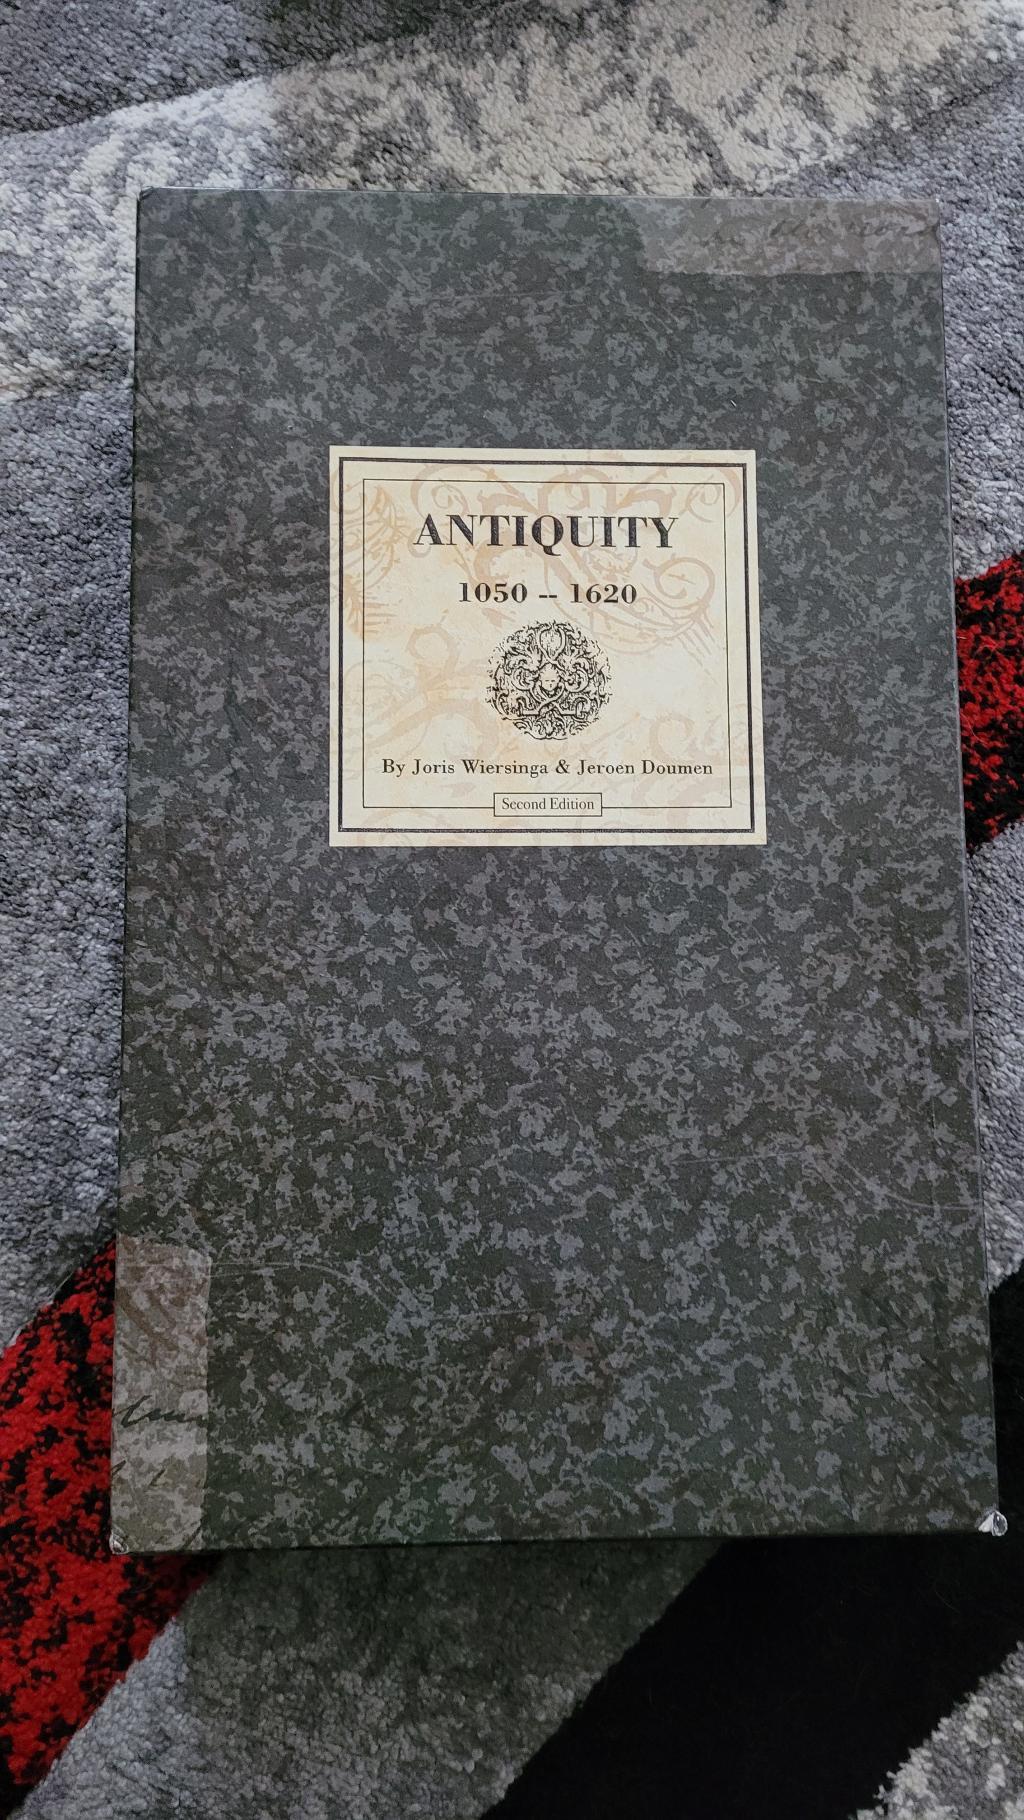 ANTIQUITY
1050 -- 1620
By Joris Wiersinga & Jeroen Doumen
Second Edition